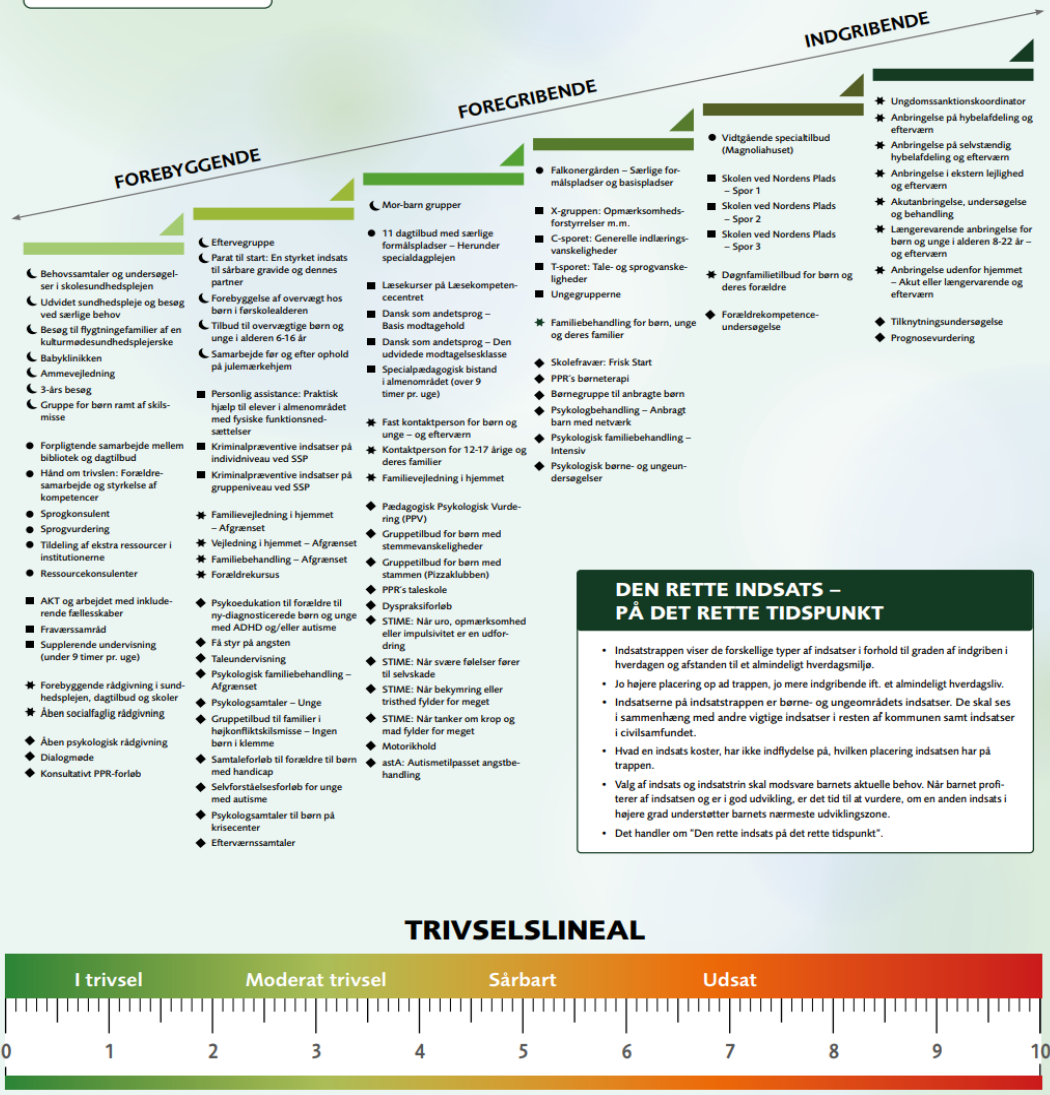 FOREBYGGENDE
FOREGRIBENDE
INDGRIBENDE
Behovssamtaler og undersøgel-
ser i skolesundhedsplejen
Udvidet sundhedspleje og besøg
ved særlige behov
Besøg til flygtningefamilier af en
kulturmødesundhedsplejerske
Babyklinikken
Ammevejledning
3-års besøg
Gruppe for børn ramt af skils-
misse
Forpligtende samarbejde mellem
bibliotek og dagtilbud
Hånd om trivslen: Forældre-
samarbejde og styrkelse af
kompetencer
Sprogkonsulent
Sprogvurdering
Tildeling af ekstra ressourcer i
institutionerne
Ressourcekonsulenter
AKT og arbejdet med inklude-
rende fællesskaber
Fraværssamråd
Supplerende undervisning
(under 9 timer pr. uge)
Forebyggende rådgivning i sund-
hedsplejen, dagtilbud og skoler
Åben socialfaglig rådgivning
Åben psykologisk rådgivning
Dialogmøde
Konsultativt PPR-forløb
Eftervegruppe
Parat til start: En styrket indsats
til sårbare gravide og dennes
partner
Forebyggelse af overvægt hos
børn i førskolealderen
Tilbud til overvægtige børn og
unge i alderen 6-16 år
Samarbejde før og efter ophold
på julemærkehjem
Personlig assistance: Praktisk
hjælp til elever i almenområdet
med fysiske funktionsned-
sættelser
Kriminalpræventive indsatser på
individniveau ved SSP
Kriminalpræventive indsatser på
gruppeniveau ved SSP
Familievejledning i hjemmet
– Afgrænset
Vejledning i hjemmet – Afgrænset
Familiebehandling – Afgrænset
Forældrekursus
Psykoedukation til forældre til
ny-diagnosticerede børn og unge
med ADHD og/eller autisme
Få styr på angsten
Taleundervisning
Psykologisk familiebehandling –
Afgrænset
Psykologsamtaler – Unge
Gruppetilbud til familier i
højkonfliktskilsmisse – Ingen
børn i klemme
Samtaleforløb til forældre til børn
med handicap
Selvforståelsesforløb for unge
med autisme
Psykologsamtaler til børn på
krisecenter
Efterværnssamtaler
Mor-barn grupper
11 dagtilbud med særlige
formålspladser – Herunder
specialdagplejen
Læsekurser på Læsekompeten-
cecentret
Dansk som andetsprog –
Basis modtagehold
Dansk som andetsprog – Den
udvidede modtagelsesklasse
Specialpædagogisk bistand
i almenområdet (over 9
timer pr. uge)
Fast kontaktperson for børn og
unge – og efterværn
Kontaktperson for 12-17 årige og
deres familier
Familievejledning i hjemmet
Pædagogisk Psykologisk Vurde-
ring (PPV)
Gruppetilbud for børn med
stemmevanskeligheder
Gruppetilbud for børn med
stammen (Pizzaklubben)
PPR's taleskole
Dyspraksiforløb
STIME: Når uro, opmærksomhed
eller impulsivitet er en udfor-
dring
STIME: Når svære følelser fører
til selvskade
STIME: Når bekymring eller
tristhed fylder for meget
STIME: Når tanker om krop og
mad fylder for meget
Motorikhold
astA: Autismetilpasset angstbe-
handling
Falkonergården – Særlige for-
målspladser og basispladser
X-gruppen: Opmærksomheds-
forstyrrelser m.m.
C-sporet: Generelle indlærings-
vanskeligheder
T-sporet: Tale- og sprogvanske-
ligheder
Ungegrupperne
Familiebehandling for børn, unge
og deres familier
Skolefravær: Frisk Start
PPR's børneterapi
Børnegruppe til anbragte børn
Psykologbehandling – Anbragt
barn med netværk
Psykologisk familiebehandling –
Intensiv
Psykologisk børne- og ungeun-
dersøgelser
Vidtgående specialtilbud
(Magnoliahuset)
Skolen ved Nordens Plads
– Spor 1
Skolen ved Nordens Plads
– Spor 2
Skolen ved Nordens Plads
– Spor 3
Døgnfamilietilbud for børn og
deres forældre
Forældrekompetence-
undersøgelse
Ungdomssanktionskoordinator
Anbringelse på hybelafdeling og
efterværn
Anbringelse på selvstændig
hybelafdeling og efterværn
Anbringelse i ekstern lejlighed
og efterværn
Akutanbringelse, undersøgelse
og behandling
Længerevarende anbringelse for
børn og unge i alderen 8-22 år –
og efterværn
Anbringelse udenfor hjemmet
– Akut eller længervarende og
efterværn
Tilknytningsundersøgelse
Prognosevurdering
DEN RETTE INDSATS –
PÅ DET RETTE TIDSPUNKT
• Indsatstrappen viser de forskellige typer af indsatser i forhold til graden af indgriben i
hverdagen og afstanden til et almindeligt hverdagsmiljø.
• Jo højere placering op ad trappen, jo mere indgribende ift. et almindeligt hverdagsliv.
• Indsatserne på indsatstrappen er børne- og ungeområdets indsatser. De skal ses
i sammenhæng med andre vigtige indsatser i resten af kommunen samt indsatser
i civilsamfundet.
• Hvad en indsats koster, har ikke indflydelse på, hvilken placering indsatsen har på
trappen.
• Valg af indsats og indsatstrin skal modsvare barnets aktuelle behov. Når barnet profi-
terer af indsatsen og er i god udvikling, er det tid til at vurdere, om en anden indsats i
højere grad understøtter barnets nærmeste udviklingszone.
• Det handler om "Den rette indsats på det rette tidspunkt".
TRIVSELSLINEAL
I trivsel Moderat trivsel Sårbart Udsat
0 1 2 3 4 5 6 7 8 9 10